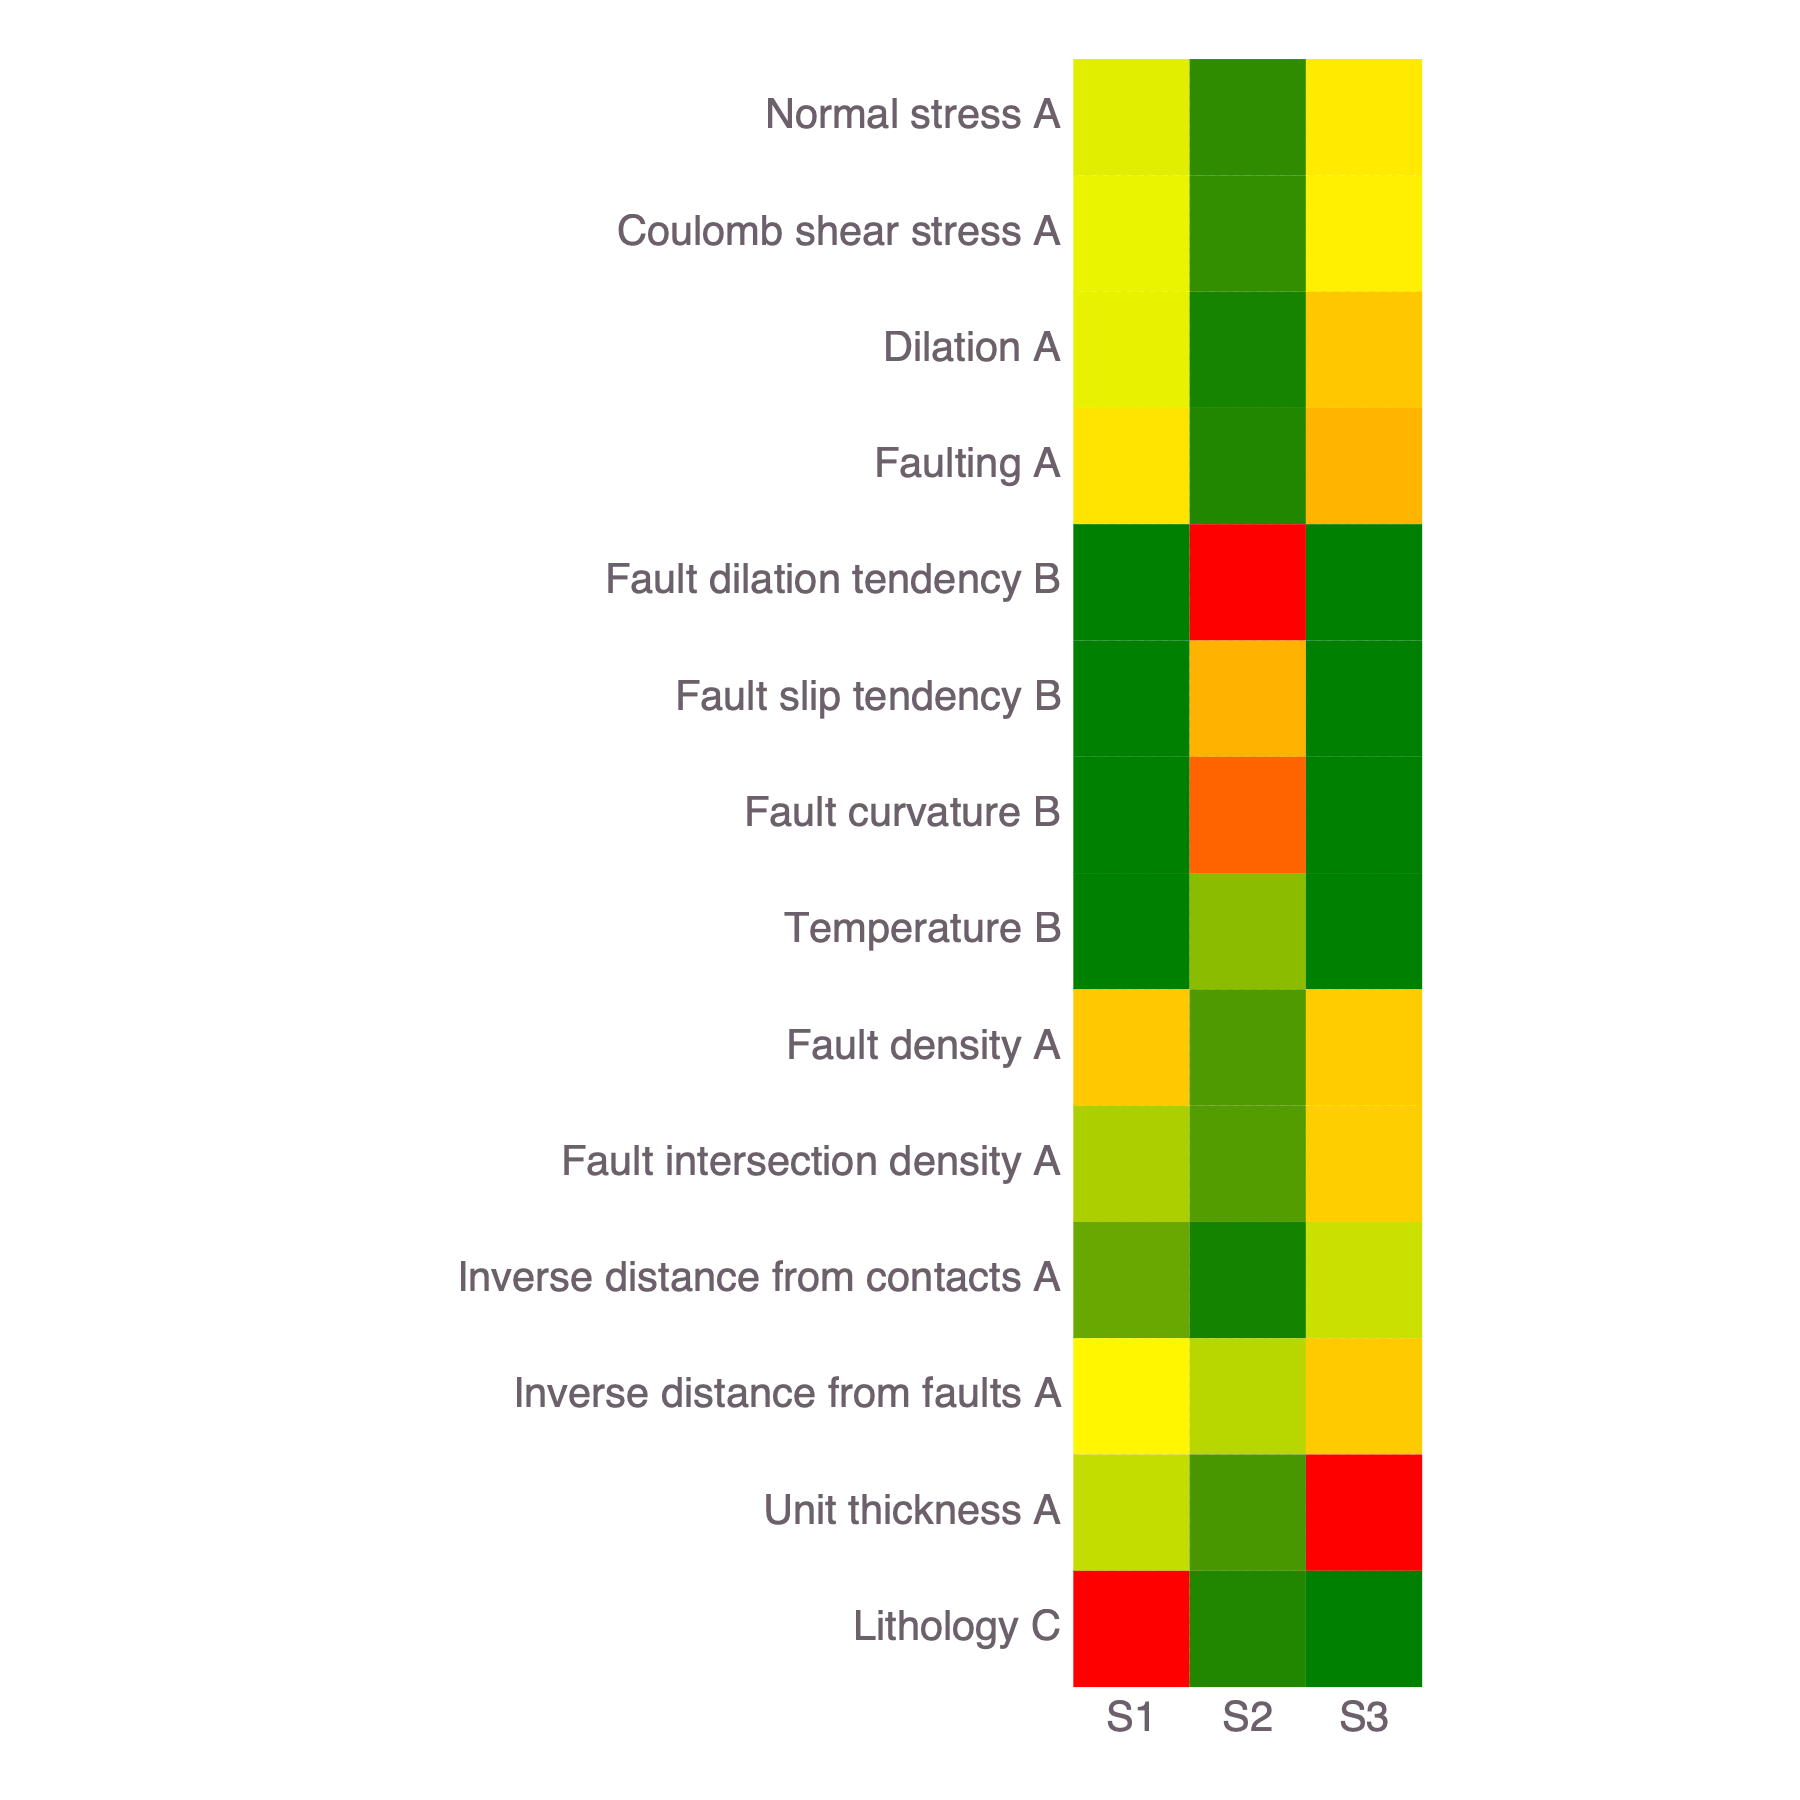 Normal stress A
Coulomb shear stress A
Dilation A
Faulting A
Fault dilation tendency B
Fault slip tendency B
Fault curvature B
Temperature B
Fault density A
Fault intersection density A
Inverse distance from contacts A
Inverse distance from faults A
Unit thickness A
Lithology C
S1 S2 S3